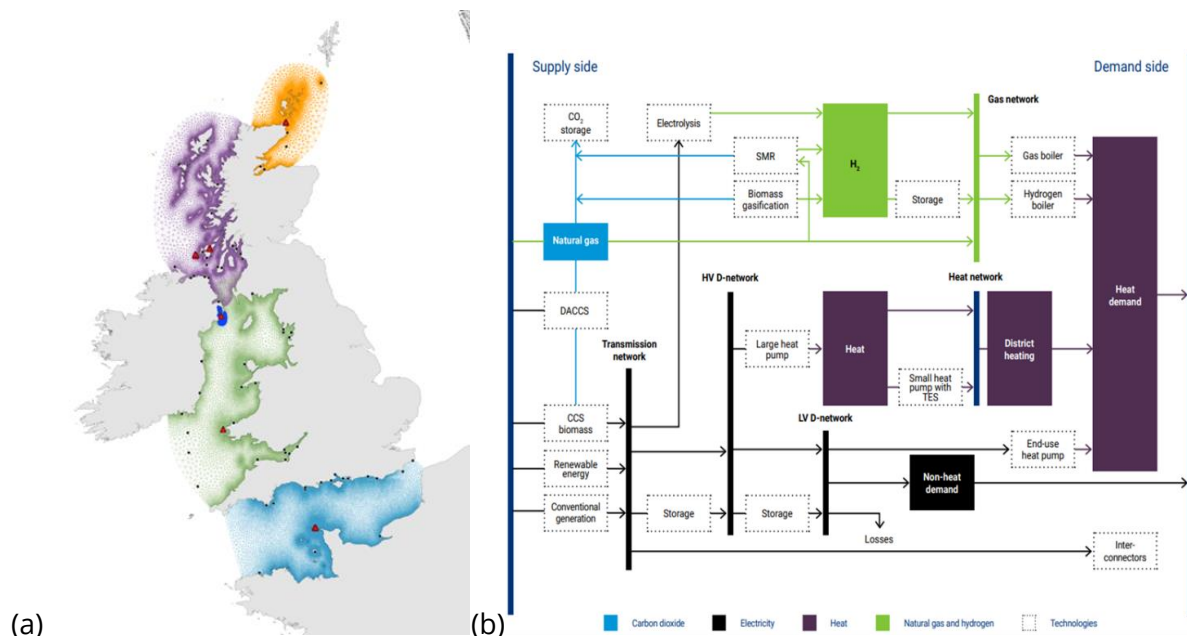 (a)
(b)
Supply side
Demand side
Gas network
CO2
storage
Electrolysis
SMR
H2
Gas boiler
Biomass
gasification
Storage
Hydrogen
boiler
Natural gas
HV D-network
Heat network
Heat
demand
DACCS
Transmission
network
Large heat
pump
Heat
District
heating
Small heat
pump with
TES
LV D-network
CCS
biomass
End-use
heat pump
Renewable
energy
Non-heat
demand
Conventional
generation
Storage
Storage
Losses
Inter-
connectors
Carbon dioxide
Electricity
Heat
Natural gas and hydrogen
Technologies